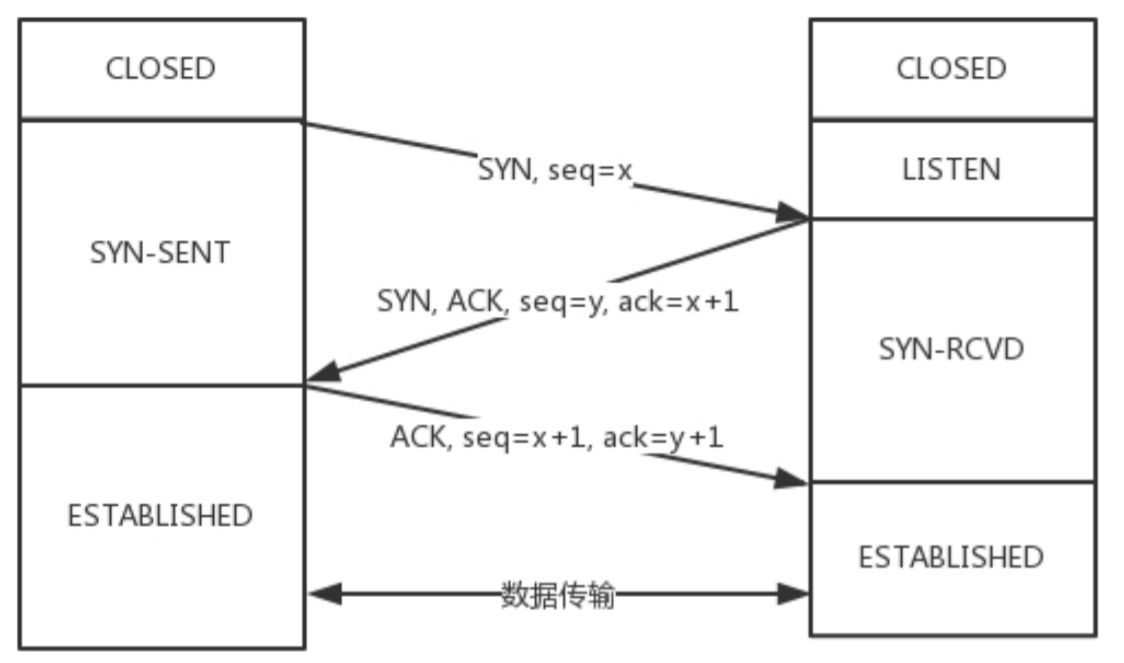 CLOSED
CLOSED
SYN, seq=x
LISTEN
SYN-SENT
SYN, ACK, seq=y, ack=x+1
SYN-RCVD
ACK, seq=x+1, ack=y+1
ESTABLISHED
ESTABLISHED
数据传输